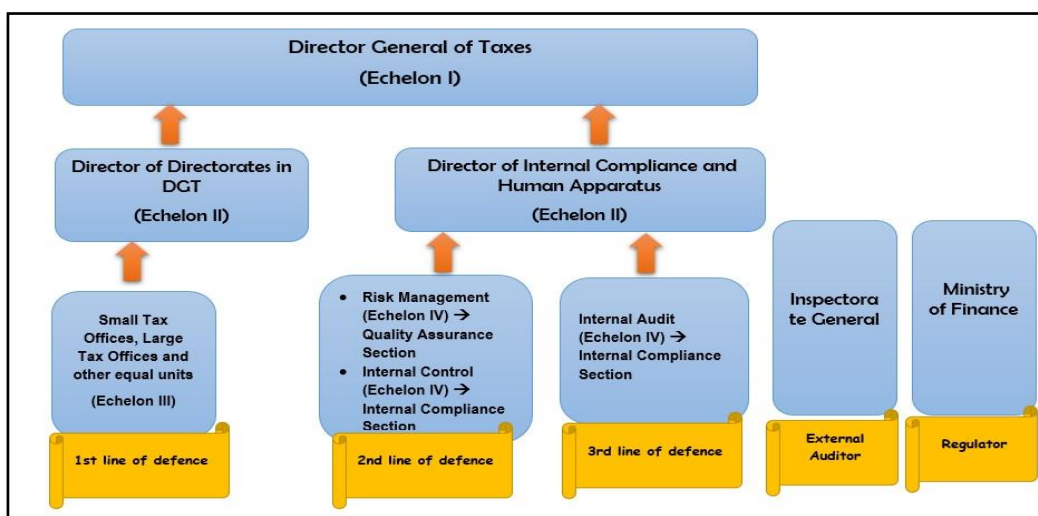 Director General of Taxes
(Echelon I)
Director of Directorates in
DGT
(Echelon II)
Director of Internal Compliance and
Human Apparatus
(Echelon II)
Small Tax
Offices, Large
Tax Offices and
other equal units
(Echelon III)
• Risk Management
(Echelon IV) →
Quality Assurance
Section
• Internal Control
(Echelon IV) →
Internal Compliance
Section
Internal Audit
(Echelon IV) →
Internal Compliance
Section
Inspectora
te General
Ministry
of Finance
1st line of defence
2nd line of defence
3rd line of defence
External
Auditor
Regulator